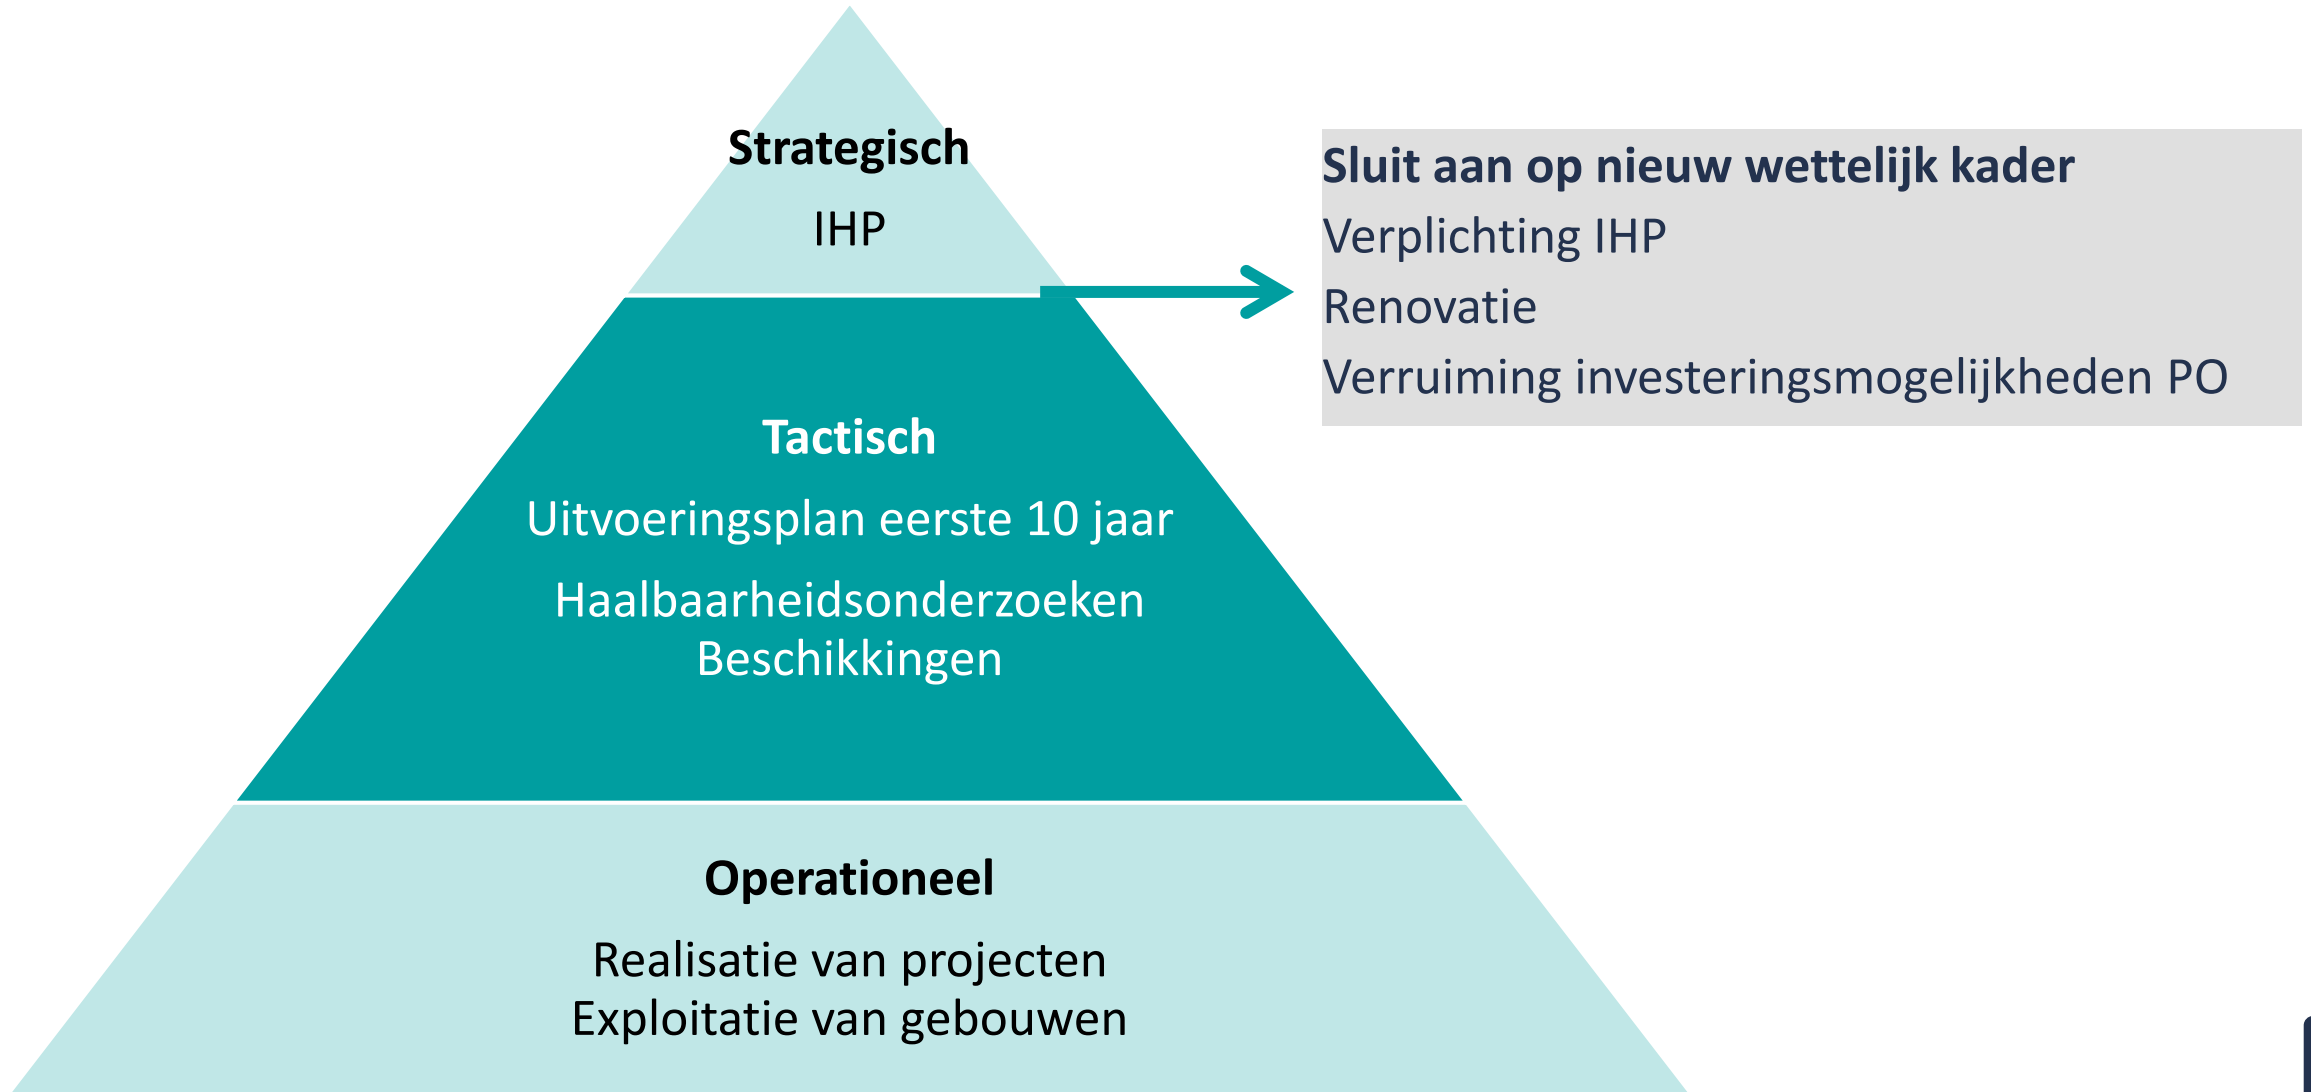 Strategisch
IHP
Sluit aan op nieuw wettelijk kader
Verplichting IHP
Renovatie
Verruiming investeringsmogelijkheden PO
Tactisch
Uitvoeringsplan eerste 10 jaar
Haalbaarheidsonderzoeken
Beschikkingen
Operationeel
Realisatie van projecten
Exploitatie van gebouwen